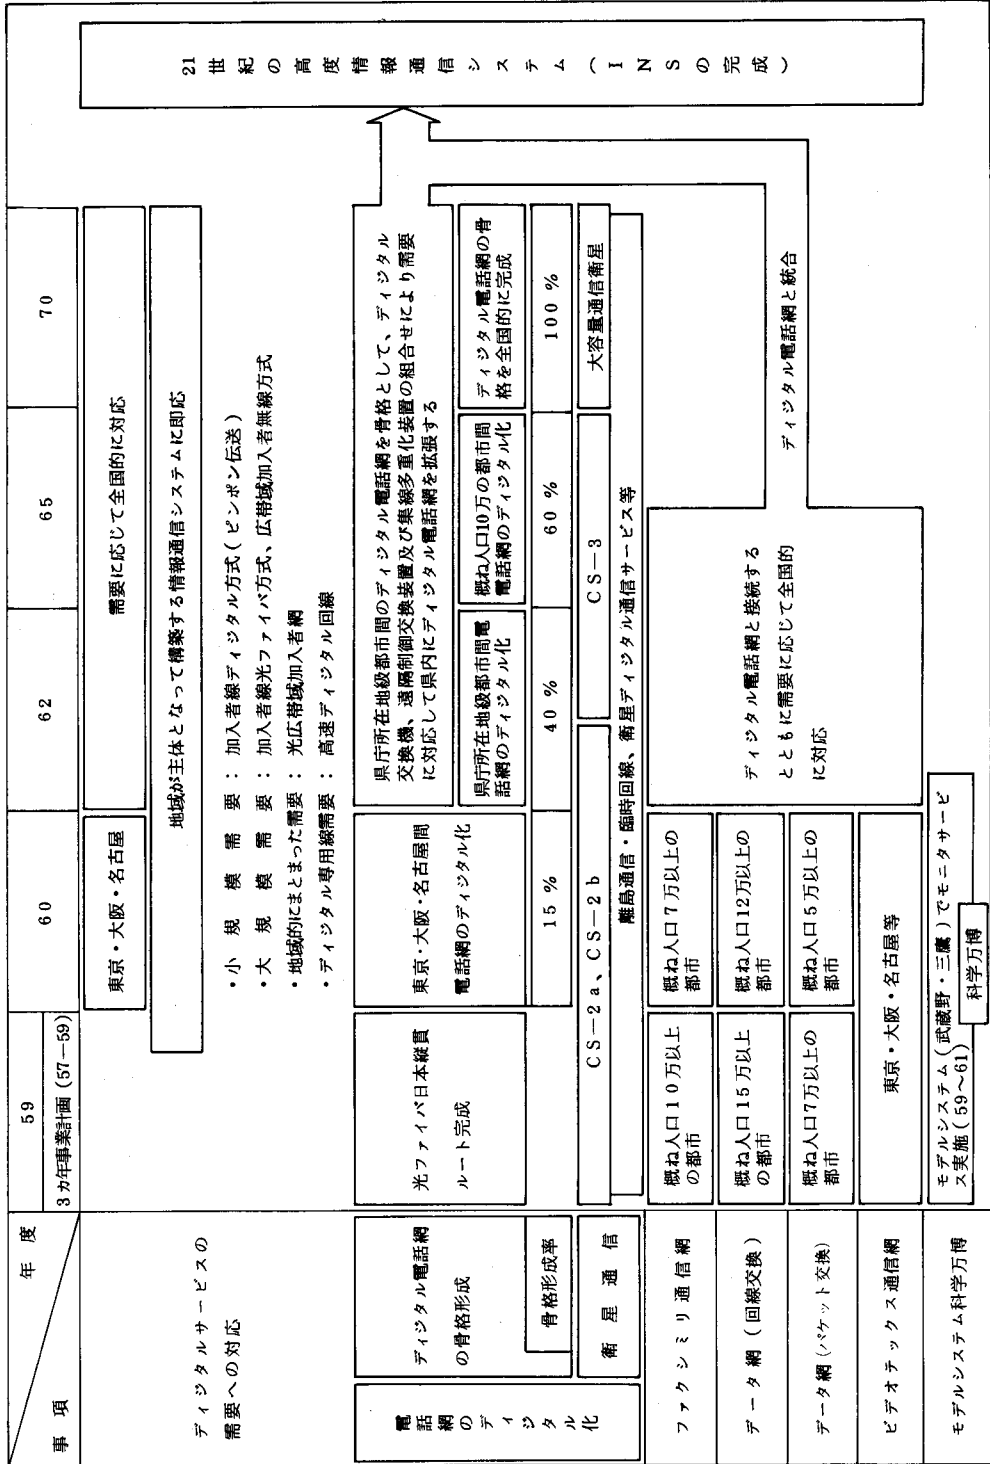 年度
事項
59
3カ年事業計画(57―59)
60
62
65
70
ディジタルサービスの
需要への対応
東京・大阪・名古屋
需要に応じて全国的に対応
地域が主体となって構築する情報通信システムに即応
・小規模需要:加入者線ディジタル方式(ピンポン伝送)
・大規模需要:加入者線光ファイバ方式、広帯域加入者無線方式
・地域的にまとまった需要:光広帯域加入者網
・ディジタル専用線需要:高速ディジタル回線
電話網のディジタル化
ディジタル電話網
の骨格形成
光ファイバ日本縦貫
ルート完成
東京・大阪・名古屋間
電話網のディジタル化
県庁所在地級都市間のディジタル電話網を骨格として、ディジタル
交換機、遠隔制御交換装置及び集線多重化装置の組合せにより需要
に対応して県内にディジタル電話網を拡張する
県庁所在地級都市間電
話網のディジタル化
概ね人口10万の都市間
電話網のディジタル化
ディジタル電話網の骨
格を全国的に完成
骨格形成率
15 %
40 %
60 %
100 %
衛星通信
CS―2a、CS―2b
CS―3
大容量通信衛星
離島通信・臨時回線、衛星ディジタル通信サービス等
ファクシミリ通信網
概ね人口10万以上
の都市
概ね人口7万以上の
都市
データ網(回線交換)
概ね人口15万以上
の都市
概ね人口12万以上の
都市
データ網(パケット交換)
概ね人口7万以上の
都市
概ね人口5万以上の
都市
ディジタル電話網と接続する
とともに需要に応じて全国的
に対応
ディジタル電話網と統合
ビデオテックス通信網
東京・大阪・名古屋等
モデルシステム科学万博
モデルシステム(武蔵野・三鷹)でモニタサービ
ス実施(59~61)
科学万博
21世紀の高度情報通信システム(INSの完成)